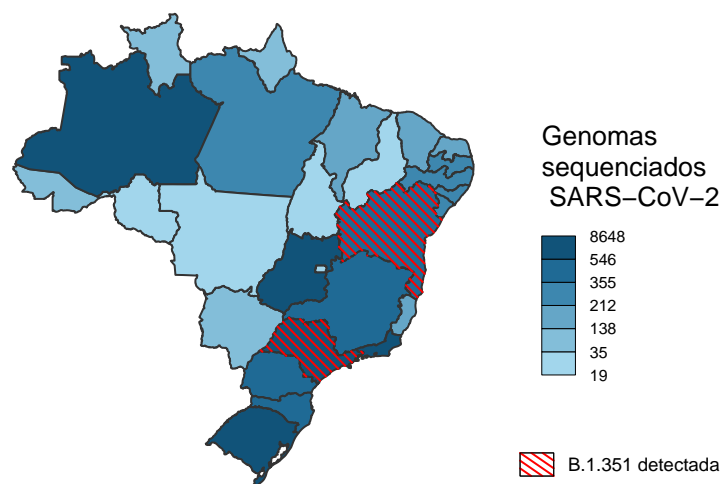 Genomas
sequenciados
SARS–CoV–2
8648
546
355
212
138
35
19
B.1.351 detectada